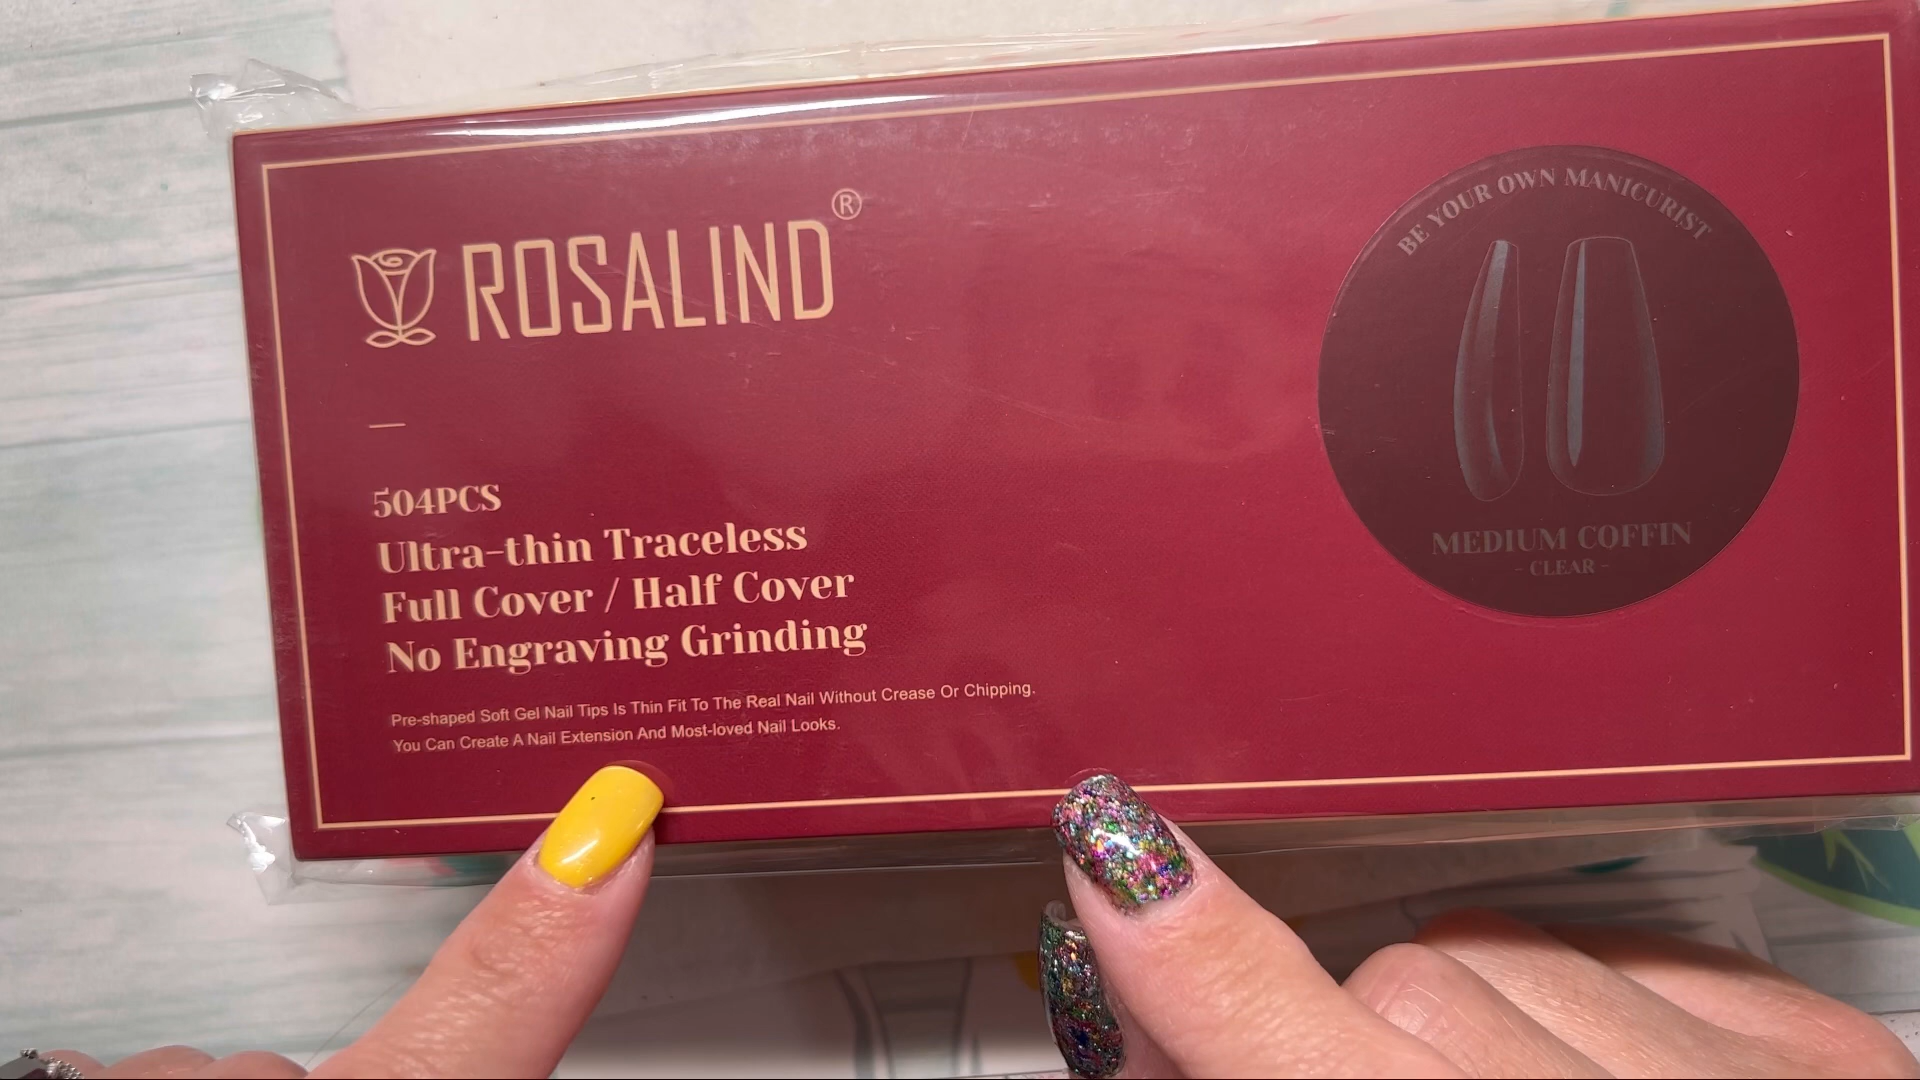 ROSALIND®
504PCS
Ultra-thin Traceless
Full Cover / Half Cover
No Engraving Grinding
Pre-shaped Soft Gel Nail Tips Is Thin Fit To The Real Nail Without Crease Or Chipping.
You Can Create A Nail Extension And Most-loved Nail Looks.
BE YOUR OWN MANICURIST
MEDIUM COFFIN
- CLEAR -